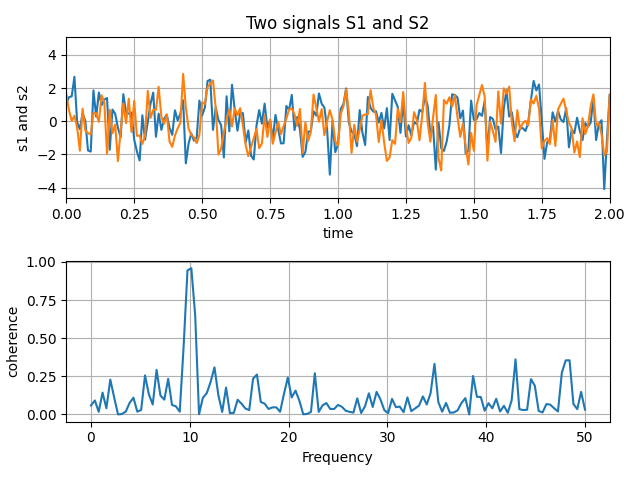 Two signals S1 and S2
s1 and s2
4
2
0
−2
−4
0.00 0.25 0.50 0.75 1.00 1.25 1.50 1.75 2.00
time
coherence
1.00
0.75
0.50
0.25
0.00
0 10 20 30 40 50
Frequency